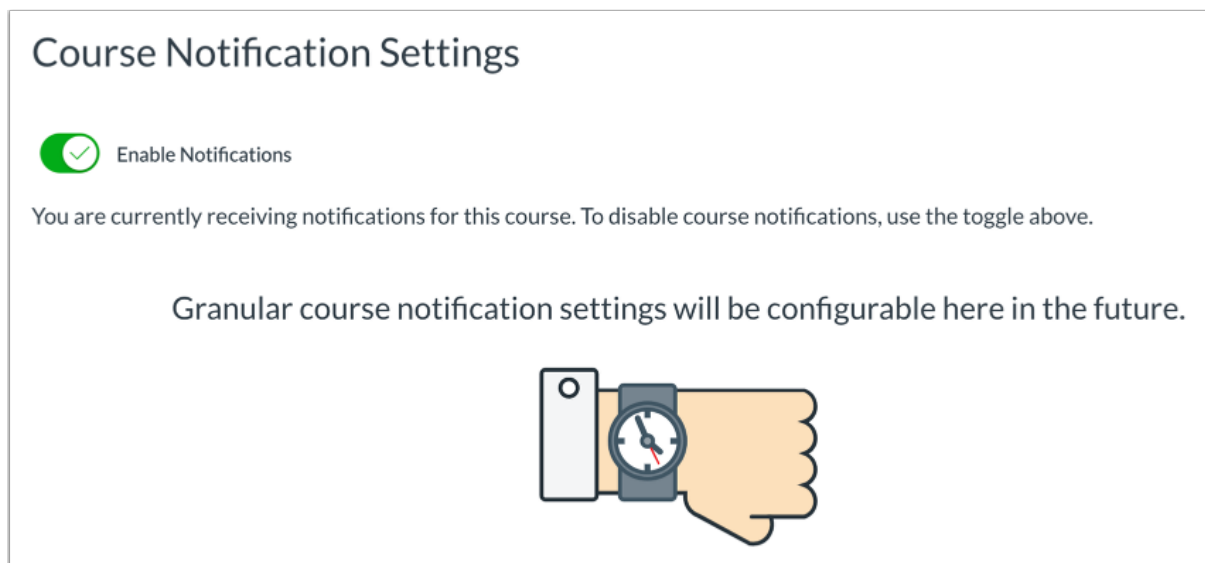 Course Notification Settings
Enable Notifications
You are currently receiving notifications for this course. To disable course notifications, use the toggle above.
Granular course notification settings will be configurable here in the future.